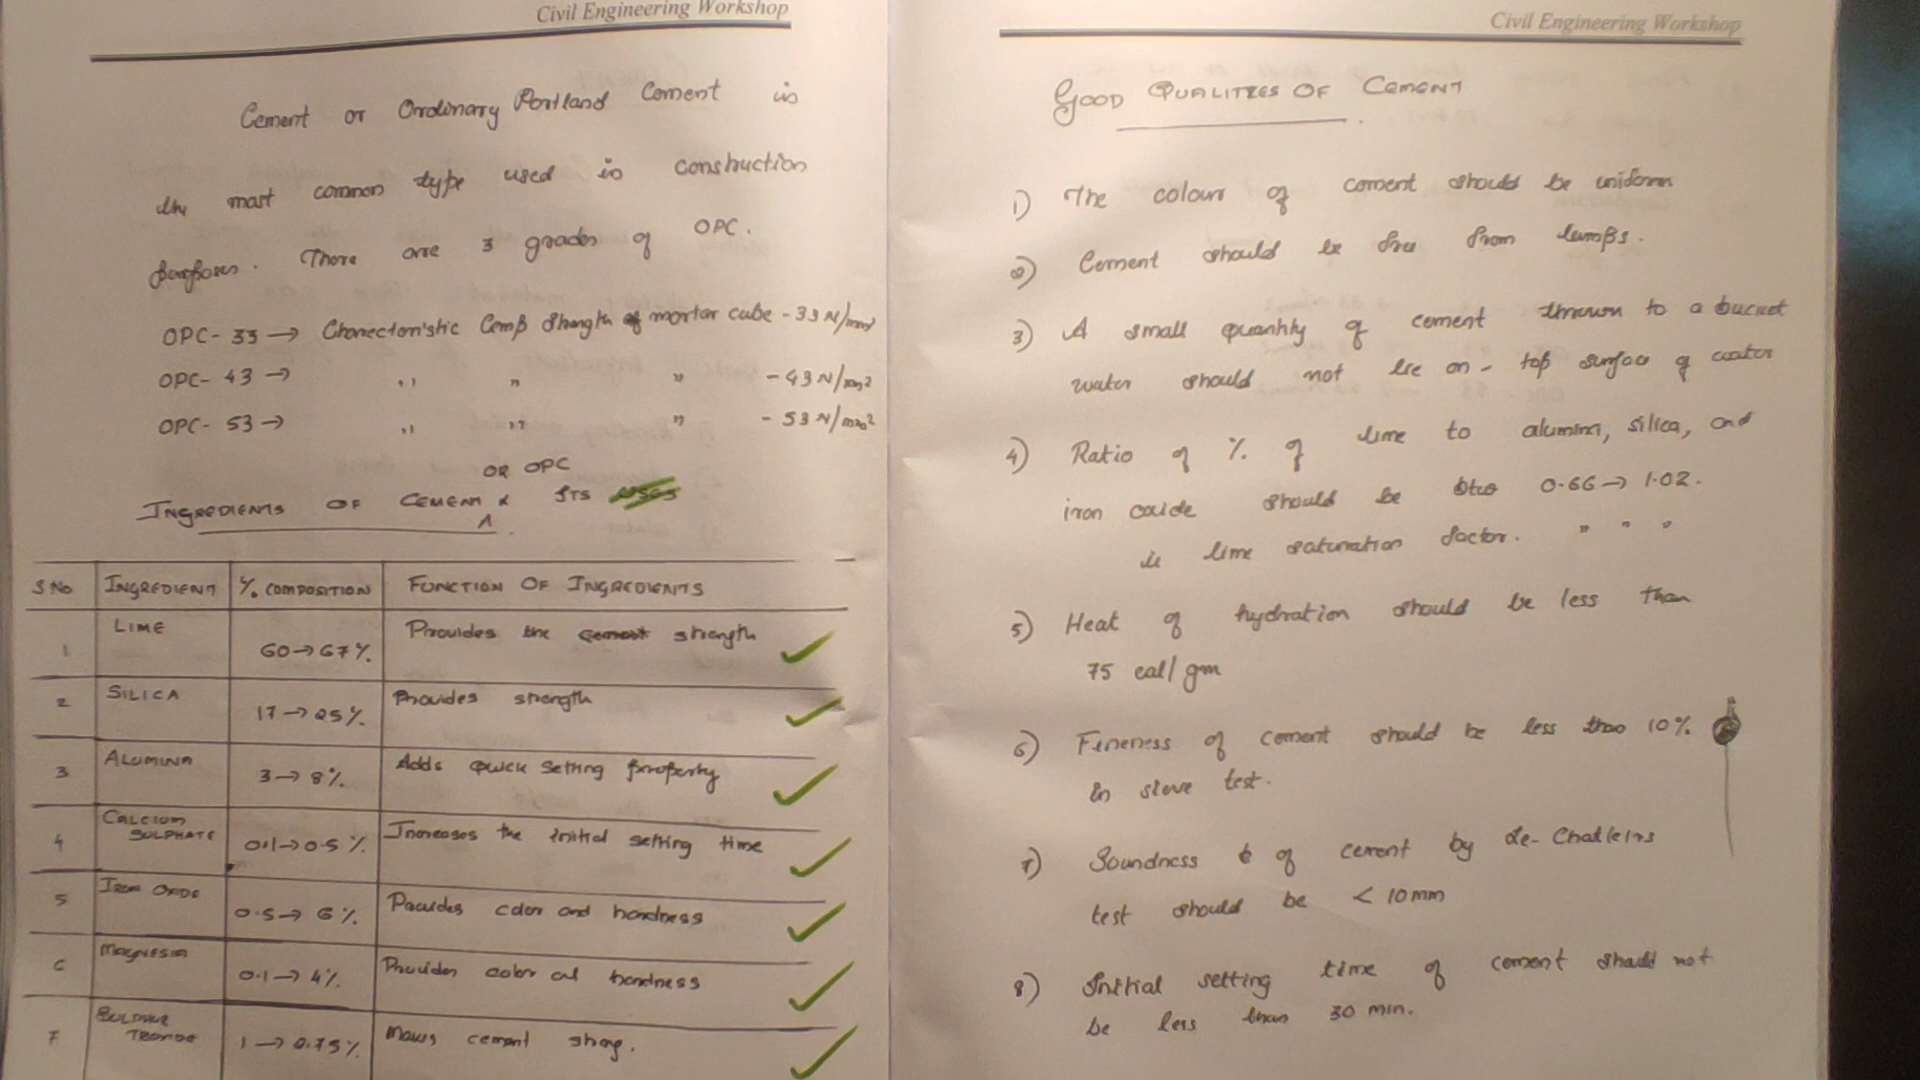 Civil Engineering Workshop
Cement or Ordinary Portland Cement is
the most common type used in construction
purposes. There are 3 grades of OPC.
OPC- 33 → Charecteristic Comp Strength of mortar cube - 33 N/mm²
OPC- 43 → ,, " " - 43 N/mm²
OPC- 53 → ,, ,, " - 53 N/mm²
OR OPC
INGREDIENTS OF CEMENT & ITS USES
S No INGREDIENT % COMPOSITION FUNCTION OF INGREDIENTS
1 LIME 60→67% Provides the cement strength
2 SILICA 17→25% Provides strength
3 ALUMINA 3→8% Adds quick setting property
4 CALCIUM SULPHATE 0.1→0.5% Increases the initial setting time
5 IRON OXIDE 0.5→6% Provides color and hardness
6 MAGNESIA 0.1→4% Provides color and hardness
7 SULPHUR 1→2.75% cement
Civil Engineering Workshop
GOOD QUALITIES OF CEMENT
1) The colour of cement should be uniform
2) Cement should be free from lumps.
3) A small quantity of cement thrown to a bucket
water should not lie on - top surface of water
4) Ratio of % of lime to alumina, silica, and
iron oxide should be btw 0.66→1.02.
ie lime saturation factor. " " "
5) Heat of hydration should be less than
75 cal/gm
6) Fineness of cement should be less than 10%
in sieve test.
7) Soundness of cement by Le-Chatleirs
test should be < 10mm
8) Initial setting time of cement should not
be less than 30 min.